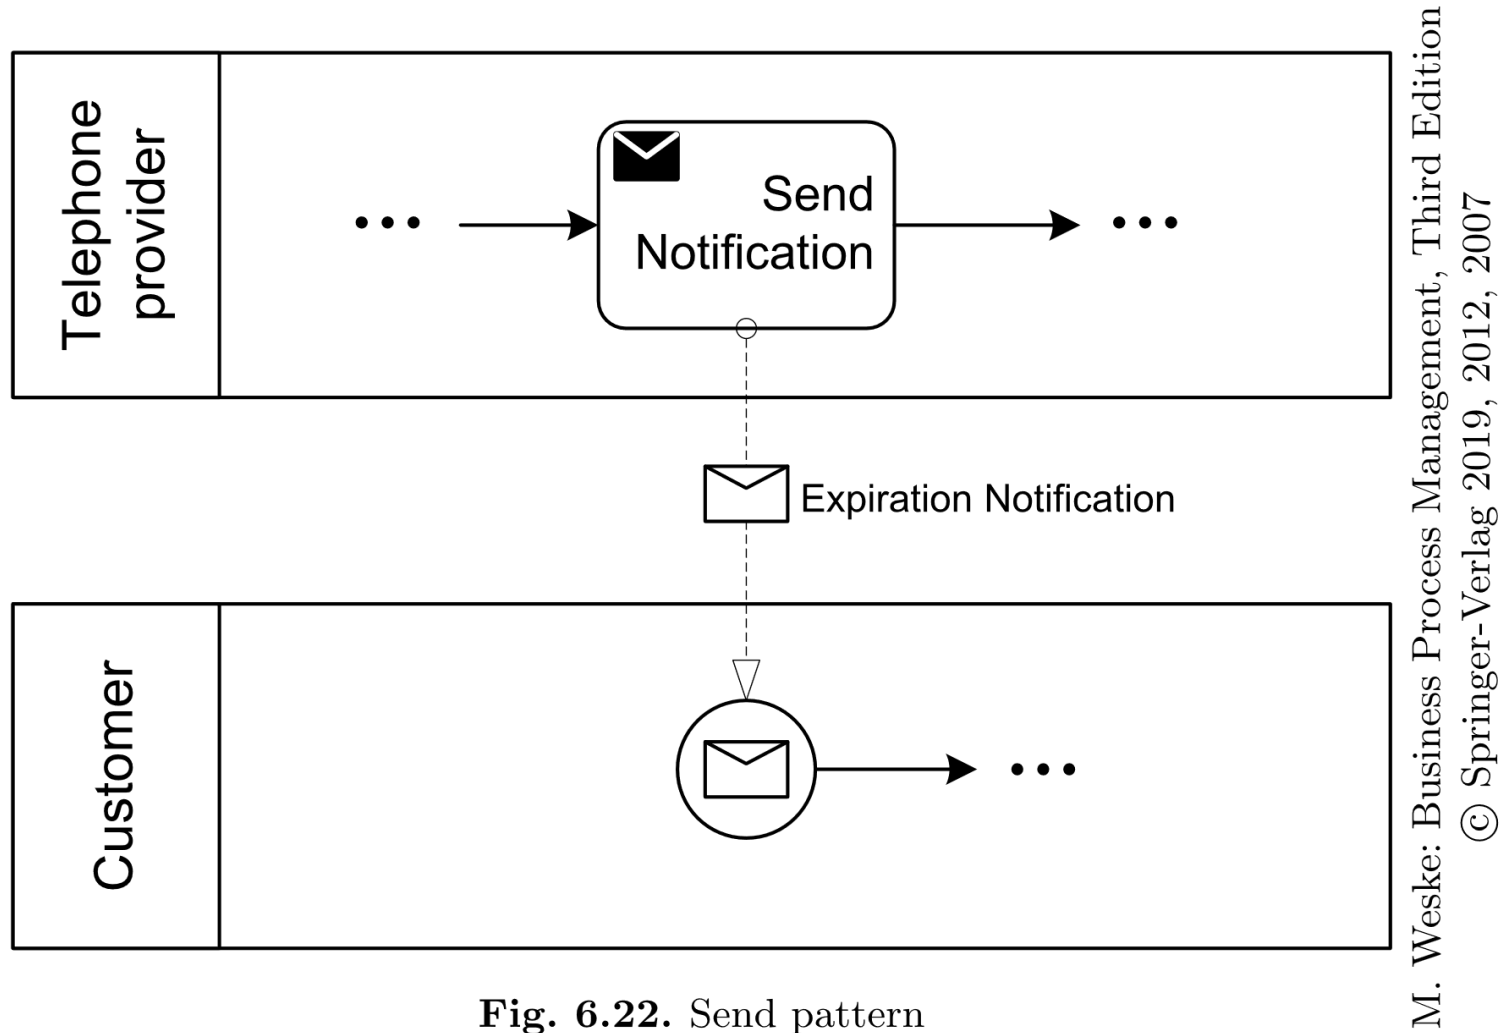 Telephone
provider
• • •
Send
Notification
• • •
Expiration Notification
Customer
• • •
Fig. 6.22. Send pattern
M. Weske: Business Process Management, Third Edition
© Springer-Verlag 2019, 2012, 2007